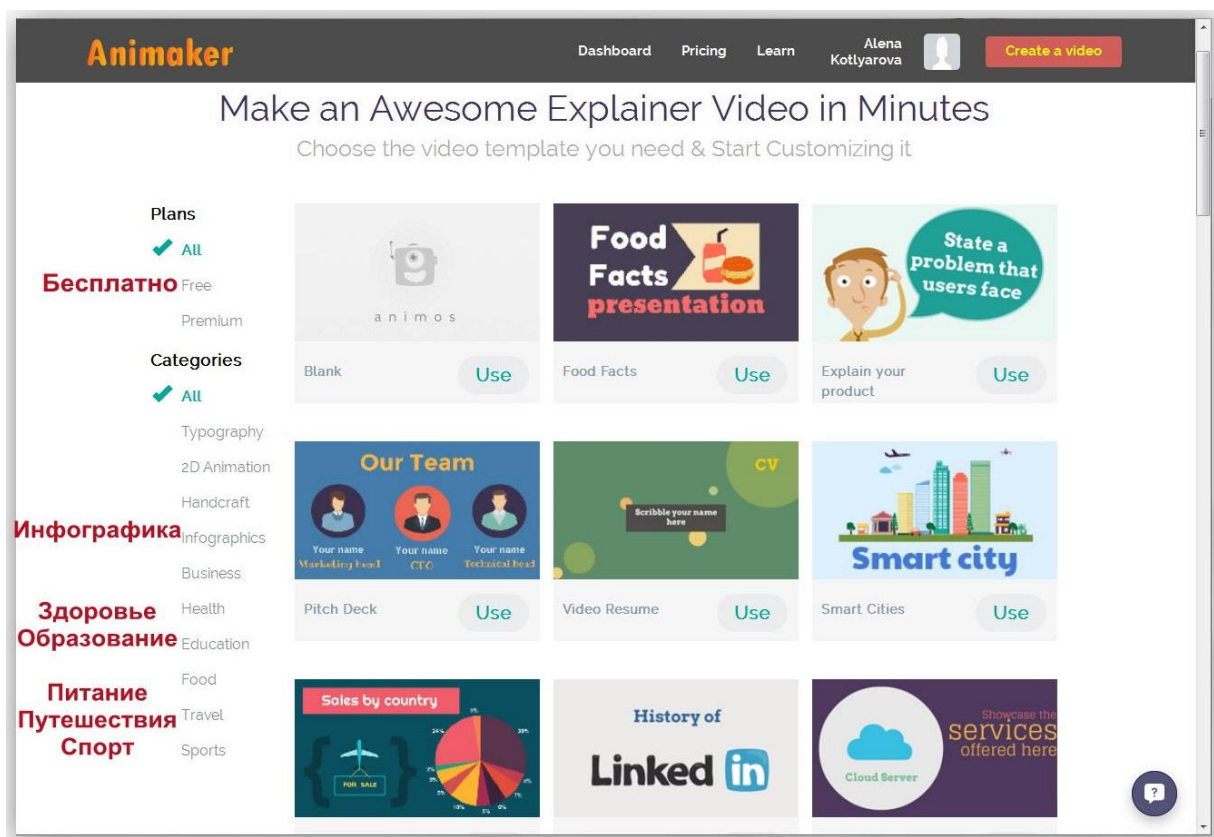 Animaker
Dashboard Pricing Learn Alena Kotlyarova Create a video
Make an Awesome Explainer Video in Minutes
Choose the video template you need & Start Customizing it
Plans
All
Бесплатно Free
Premium
Categories
All
Typography
2D Animation
Handcraft
Инфографика Infographics
Business
Здоровье Health
Образование Education
Питание Food
Путешествия Travel
Спорт Sports
animos
Blank Use
Food
Facts
presentation
Food Facts Use
State a
problem that
users face
Explain your
product
Use
Our Team
Your name Your name Your name
Marketing head CEO Technical head
Pitch Deck Use
CV
Scribble your name
here
Video Resume Use
Smart city
Smart Cities Use
Sales by country
FOR SALE
History of
Linked in
Cloud Server
Showcase the
services
offered here
?